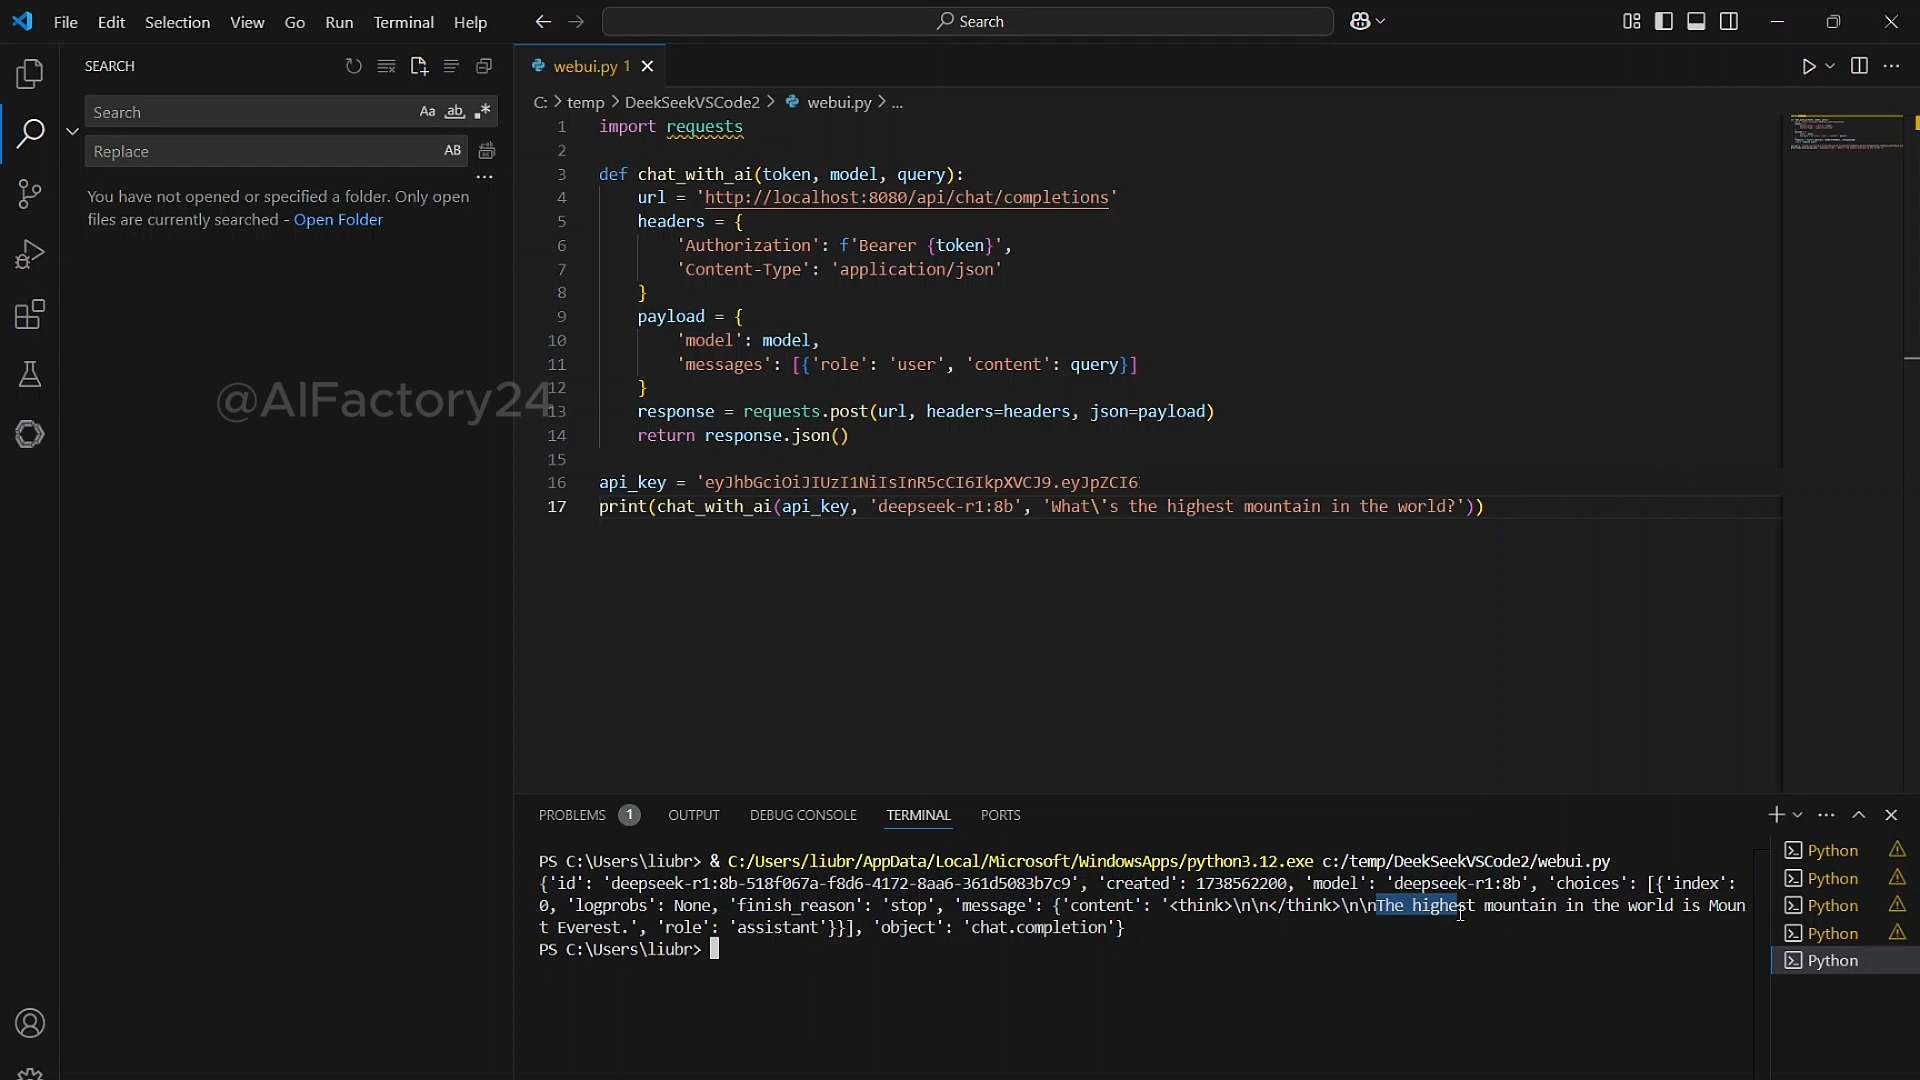 File Edit Selection View Go Run Terminal Help
Search
SEARCH
Search
Aa ab .*
Replace
AB
You have not opened or specified a folder. Only open
files are currently searched - Open Folder
webui.py 1
C: > temp > DeekSeekVSCode2 > webui.py > ...
1 import requests
2
3 def chat_with_ai(token, model, query):
4 url = 'http://localhost:8080/api/chat/completions'
5 headers = {
6 'Authorization': f'Bearer {token}',
7 'Content-Type': 'application/json'
8 }
9 payload = {
10 'model': model,
11 'messages': [{'role': 'user', 'content': query}]
12 }
13 response = requests.post(url, headers=headers, json=payload)
14 return response.json()
15
16 api_key = 'eyJhbGciOiJIUzI1NiIsInR5cCI6IkpXVCJ9.eyJpZCI6
17 print(chat_with_ai(api_key, 'deepseek-r1:8b', 'What\'s the highest mountain in the world?'))
@AIFactory24
PROBLEMS 1 OUTPUT DEBUG CONSOLE TERMINAL PORTS
PS C:\Users\liubr> & C:/Users/liubr/AppData/Local/Microsoft/WindowsApps/python3.12.exe c:/temp/DeekSeekVSCode2/webui.py
{'id': 'deepseek-r1:8b-518f067a-f8d6-4172-8aa6-361d5083b7c9', 'created': 1738562200, 'model': 'deepseek-r1:8b', 'choices': [{'index':
0, 'logprobs': None, 'finish_reason': 'stop', 'message': {'content': '<think>\n\n</think>\n\nThe highest mountain in the world is Moun
t Everest.', 'role': 'assistant'}}], 'object': 'chat.completion'}
PS C:\Users\liubr>
Python
Python
Python
Python
Python